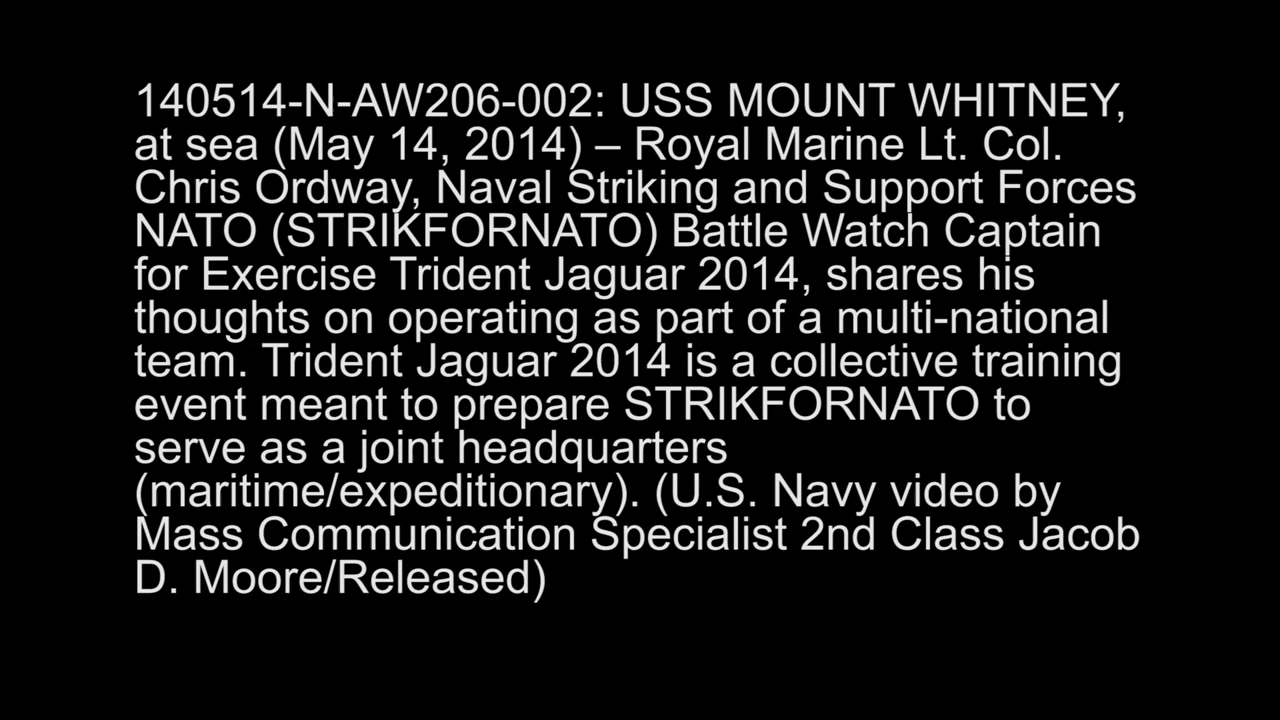 140514-N-AW206-002: USS MOUNT WHITNEY,
at sea (May 14, 2014) – Royal Marine Lt. Col.
Chris Ordway, Naval Striking and Support Forces
NATO (STRIKFORNATO) Battle Watch Captain
for Exercise Trident Jaguar 2014, shares his
thoughts on operating as part of a multi-national
team. Trident Jaguar 2014 is a collective training
event meant to prepare STRIKFORNATO to
serve as a joint headquarters
(maritime/expeditionary). (U.S. Navy video by
Mass Communication Specialist 2nd Class Jacob
D. Moore/Released)